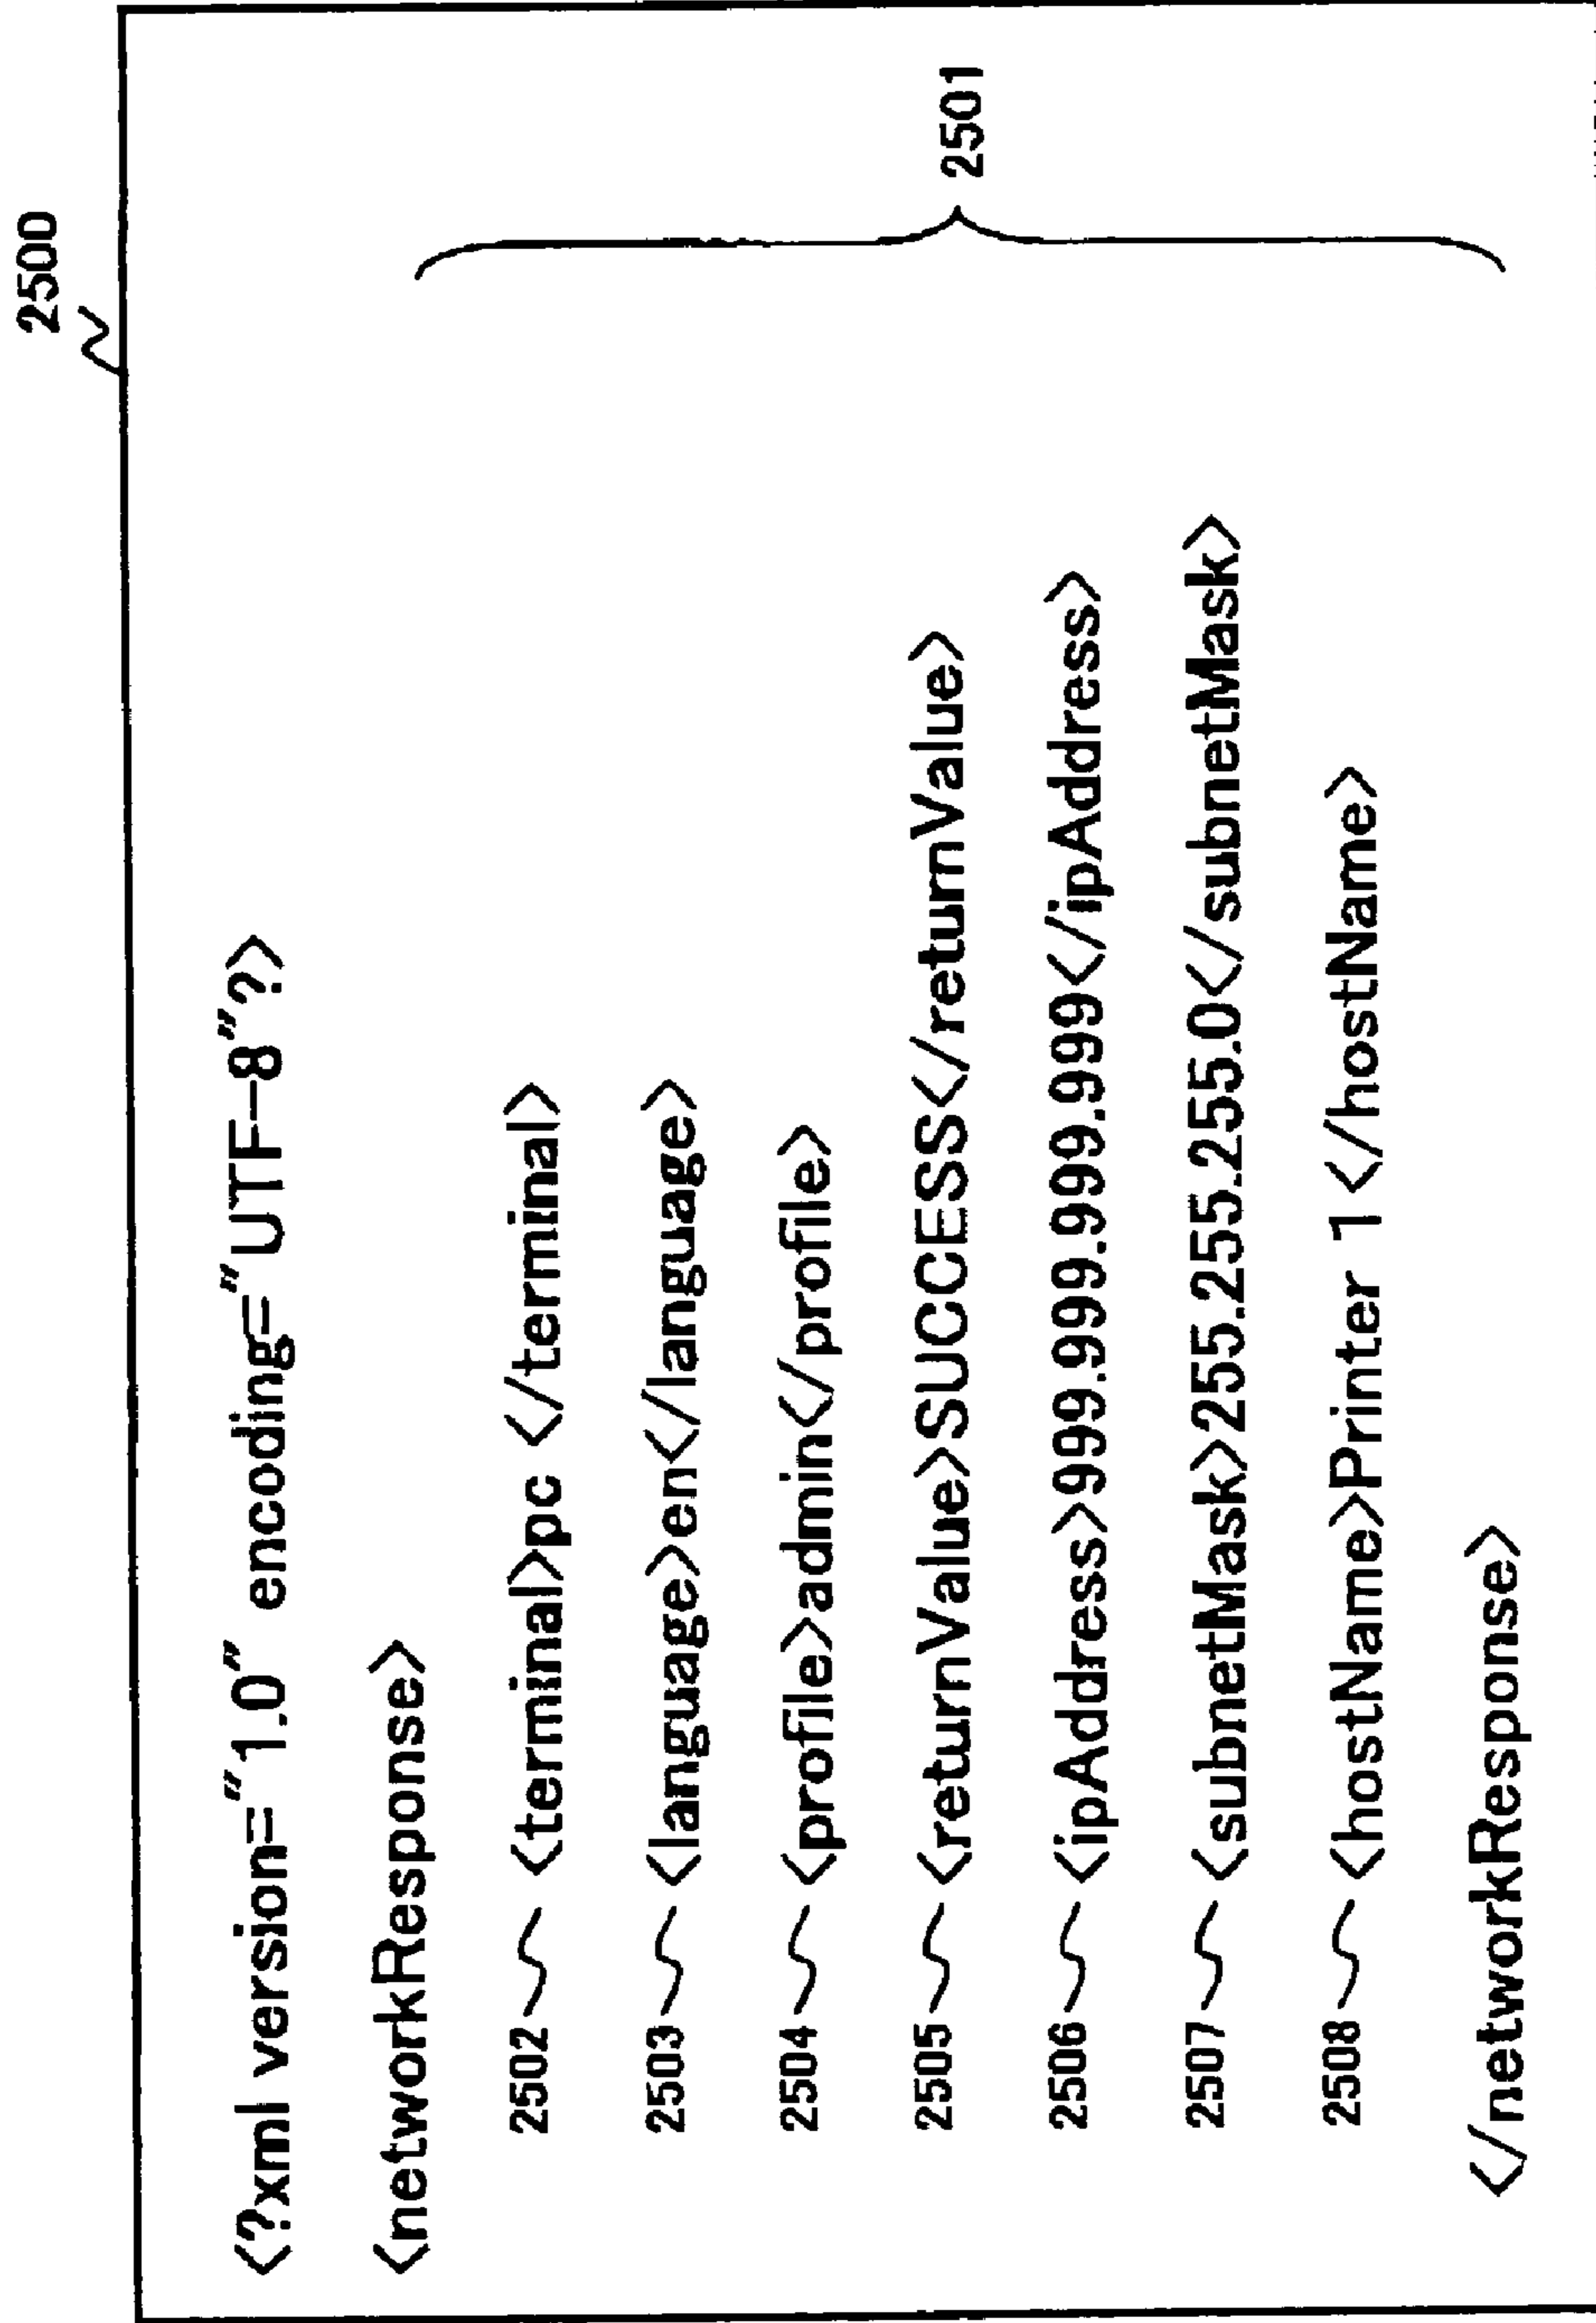 2500
<?xml version="1.0" encoding="UTF-8"?>
<networkResponse>
2502 <terminal>pc </terminal>
2503 <language>en</language>
2504 <profile>admin</profile>
2505 <returnValue>SUCCESS</returnValue>
2506 <ipAddress>999.999.999.999</ipAddress>
2507 <subnetMask>255.255.255.0</subnetMask>
2508 <hostName>Printer 1</hostName>
</networkResponse>
2501